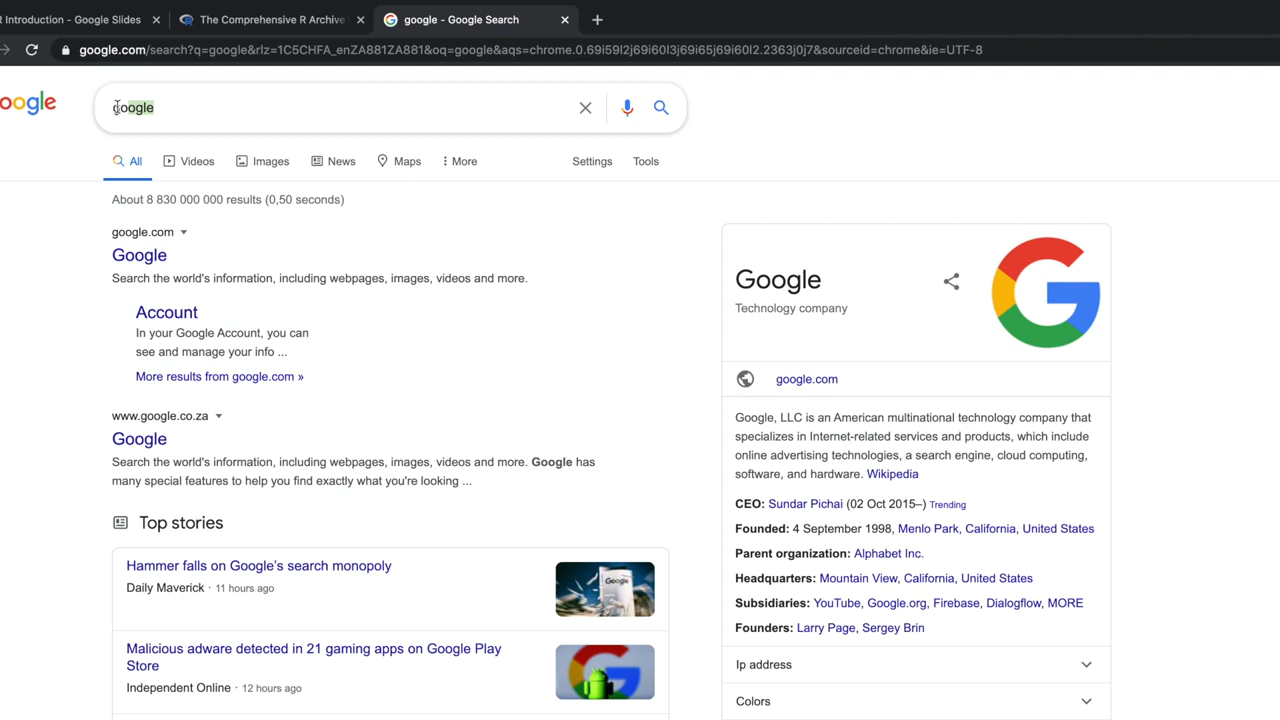 R Introduction - Google Slides
The Comprehensive R Archive
google - Google Search
google.com/search?q=google&rlz=1C5CHFA_enZA881ZA881&oq=google&aqs=chrome.0.69i59l2j69i60l3j69i65j69i60l2.2363j0j7&sourceid=chrome&ie=UTF-8
oogle
google
All
Videos
Images
News
Maps
More
Settings
Tools
About 8 830 000 000 results (0,50 seconds)
google.com
Google
Search the world's information, including webpages, images, videos and more.
Account
In your Google Account, you can
see and manage your info ...
More results from google.com »
www.google.co.za
Google
Search the world's information, including webpages, images, videos and more. Google has
many special features to help you find exactly what you're looking ...
Top stories
Hammer falls on Google's search monopoly
Daily Maverick · 11 hours ago
Google
Malicious adware detected in 21 gaming apps on Google Play
Store
Independent Online · 12 hours ago
Google
Technology company
google.com
Google, LLC is an American multinational technology company that
specializes in Internet-related services and products, which include
online advertising technologies, a search engine, cloud computing,
software, and hardware. Wikipedia
CEO: Sundar Pichai (02 Oct 2015–) Trending
Founded: 4 September 1998, Menlo Park, California, United States
Parent organization: Alphabet Inc.
Headquarters: Mountain View, California, United States
Subsidiaries: YouTube, Google.org, Firebase, Dialogflow, MORE
Founders: Larry Page, Sergey Brin
Ip address
Colors